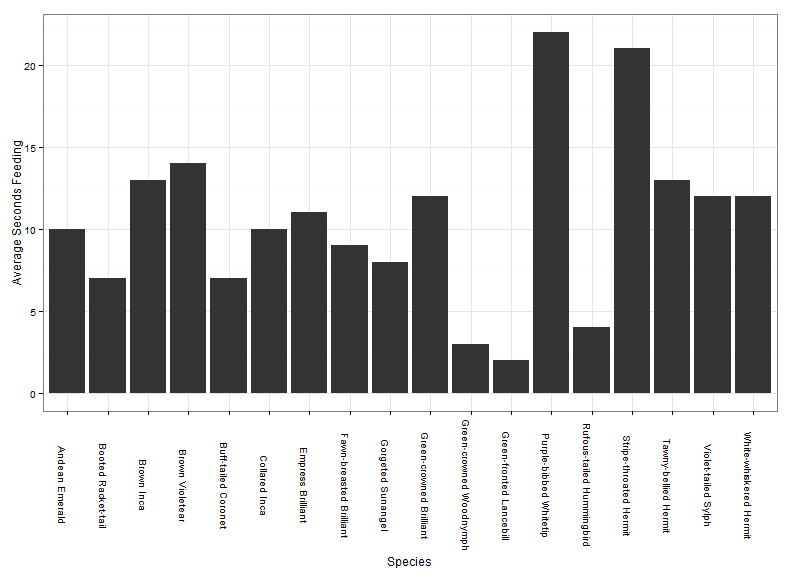 20
15
10
5
0
Average Seconds Feeding
Andean Emerald
Booted Racket-tail
Brown Inca
Brown Violetear
Buff-tailed Coronet
Collared Inca
Empress Brilliant
Fawn-breasted Brilliant
Gorgeted Sunangel
Green-crowned Brilliant
Green-crowned Woodnymph
Green-fronted Lancebill
Purple-bibbed Whitetip
Rufous-tailed Hummingbird
Stripe-throated Hermit
Tawny-bellied Hermit
Violet-tailed Sylph
White-whiskered Hermit
Species